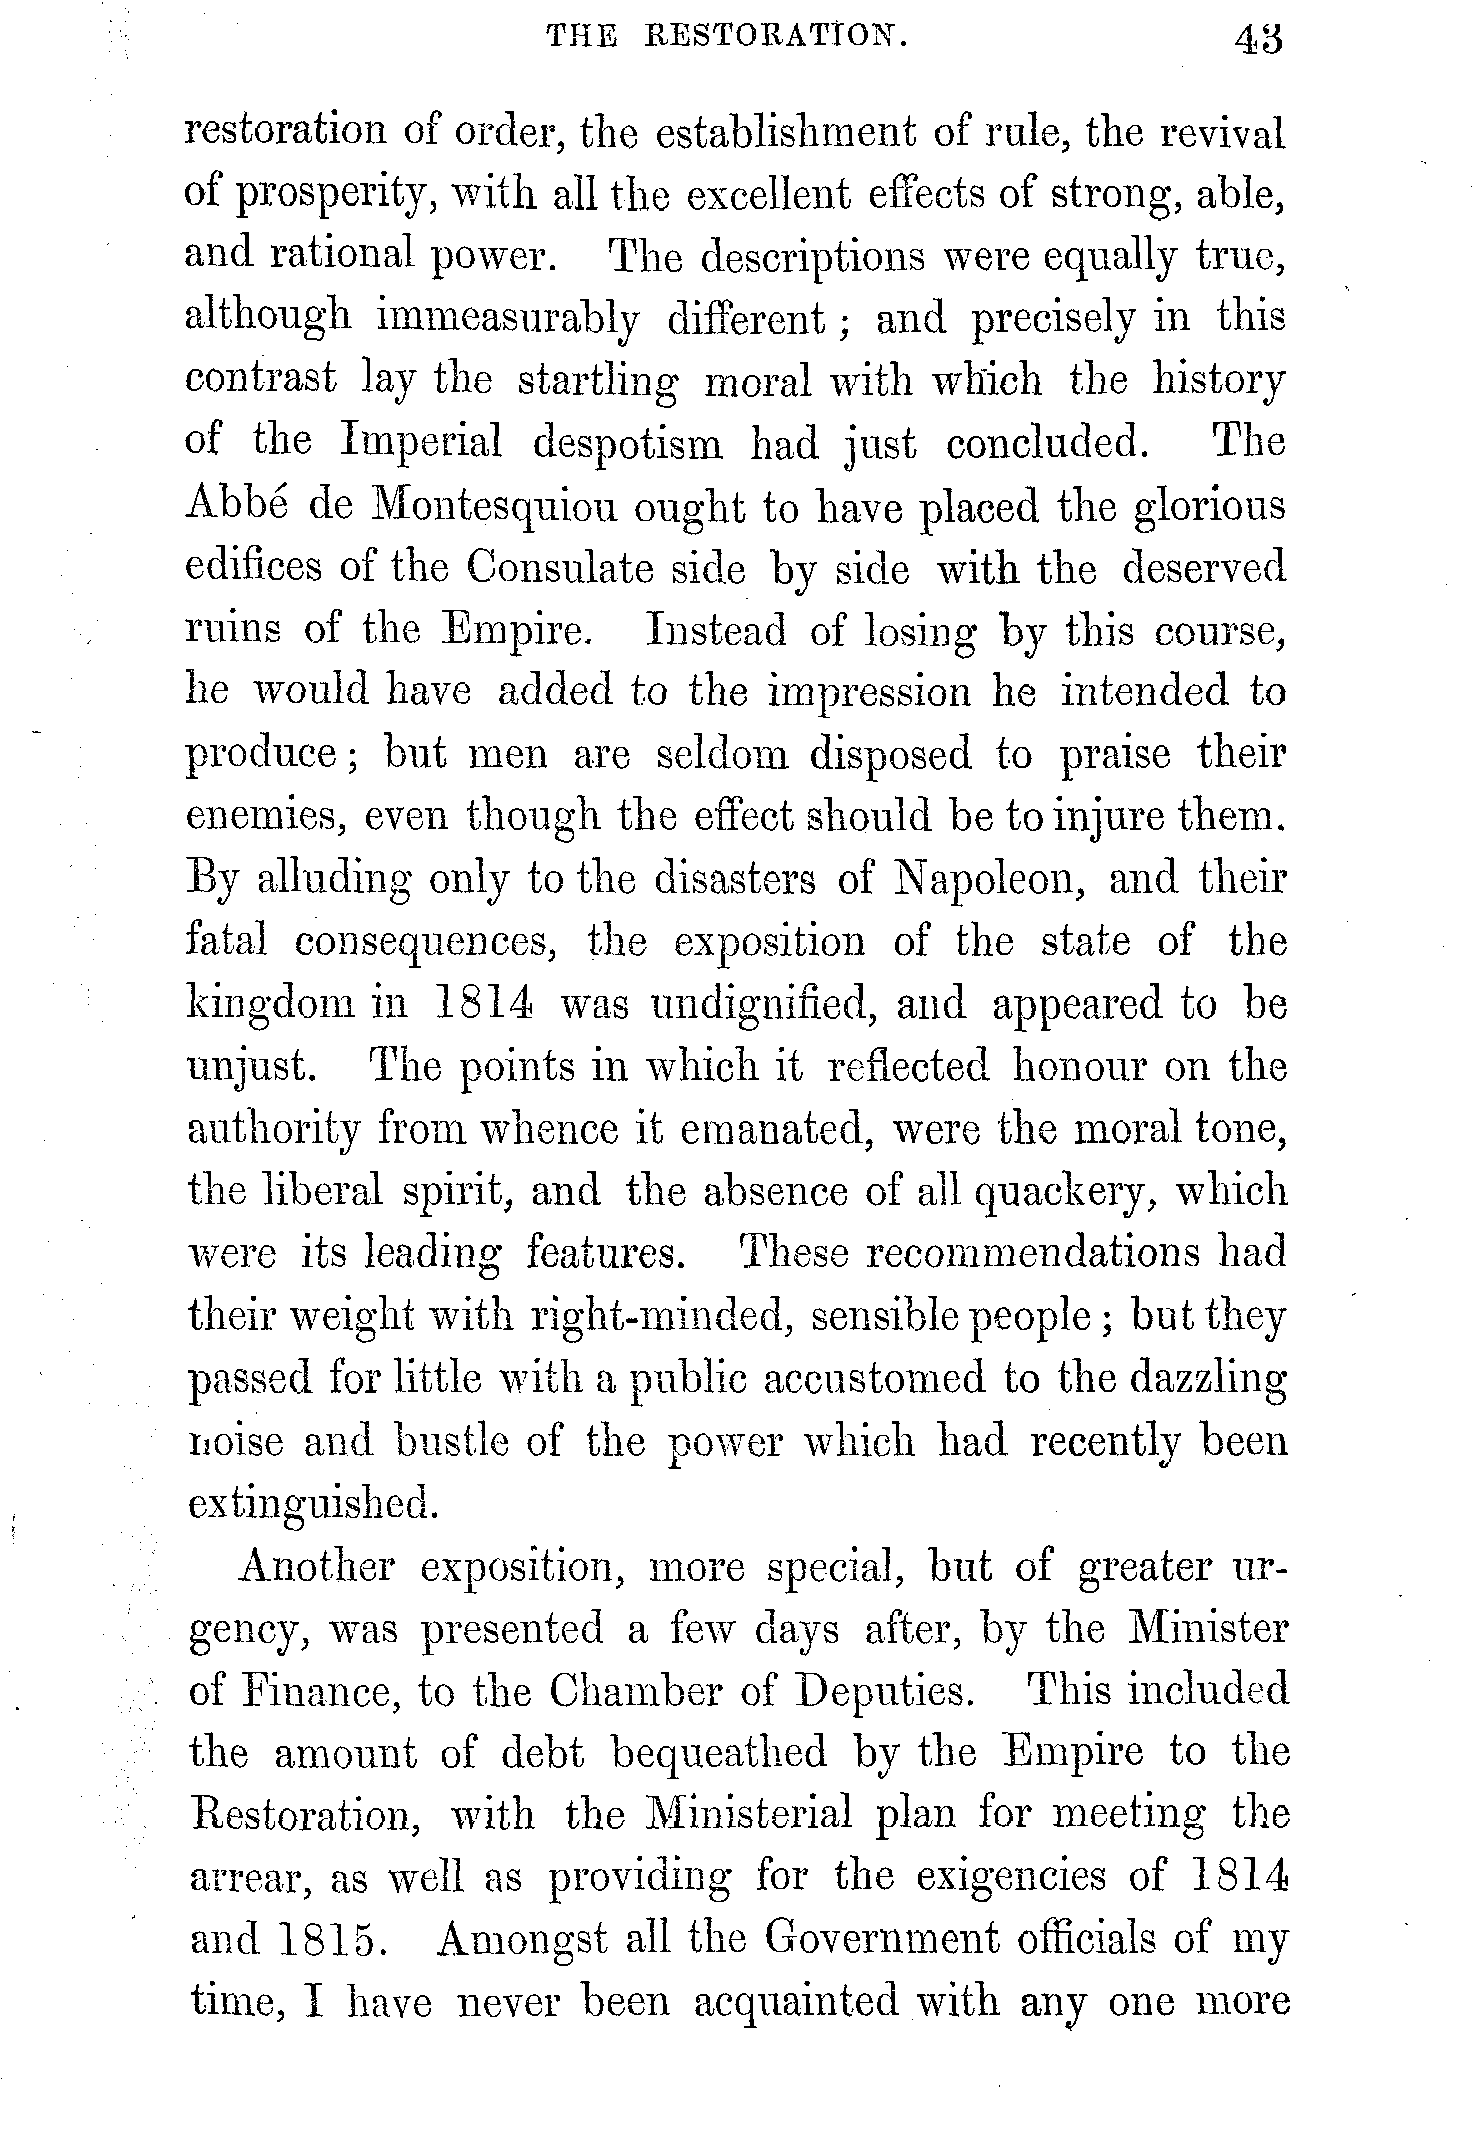 THE RESTORATION. 43
restoration of order, the establishment of rule, the revival
of prosperity, with all the excellent effects of strong, able,
and rational power. The descriptions were equally true,
although immeasurably different ; and precisely in this
contrast lay the startling moral with which the history
of the Imperial despotism had just concluded. The
Abbé de Montesquiou ought to have placed the glorious
edifices of the Consulate side by side with the deserved
ruins of the Empire. Instead of losing by this course,
he would have added to the impression he intended to
produce ; but men are seldom disposed to praise their
enemies, even though the effect should be to injure them.
By alluding only to the disasters of Napoleon, and their
fatal consequences, the exposition of the state of the
kingdom in 1814 was undignified, and appeared to be
unjust. The points in which it reflected honour on the
authority from whence it emanated, were the moral tone,
the liberal spirit, and the absence of all quackery, which
were its leading features. These recommendations had
their weight with right-minded, sensible people ; but they
passed for little with a public accustomed to the dazzling
noise and bustle of the power which had recently been
extinguished.
Another exposition, more special, but of greater ur-
gency, was presented a few days after, by the Minister
of Finance, to the Chamber of Deputies. This included
the amount of debt bequeathed by the Empire to the
Restoration, with the Ministerial plan for meeting the
arrear, as well as providing for the exigencies of 1814
and 1815. Amongst all the Government officials of my
time, I have never been acquainted with any one more